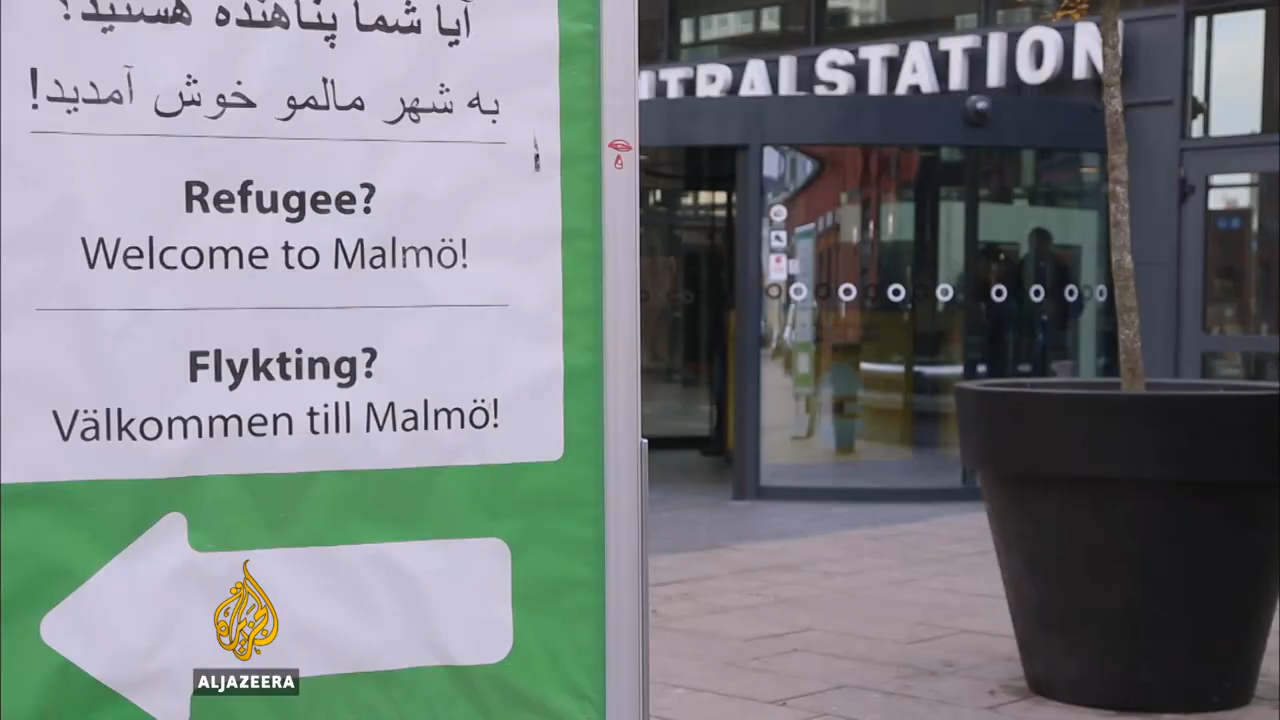 آیا شما پناهنده هستید؟
به شهر مالمو خوش آمدید!
Refugee?
Welcome to Malmö!
Flykting?
Välkommen till Malmö!
NTRALSTATION
الجزيرة
ALJAZEERA